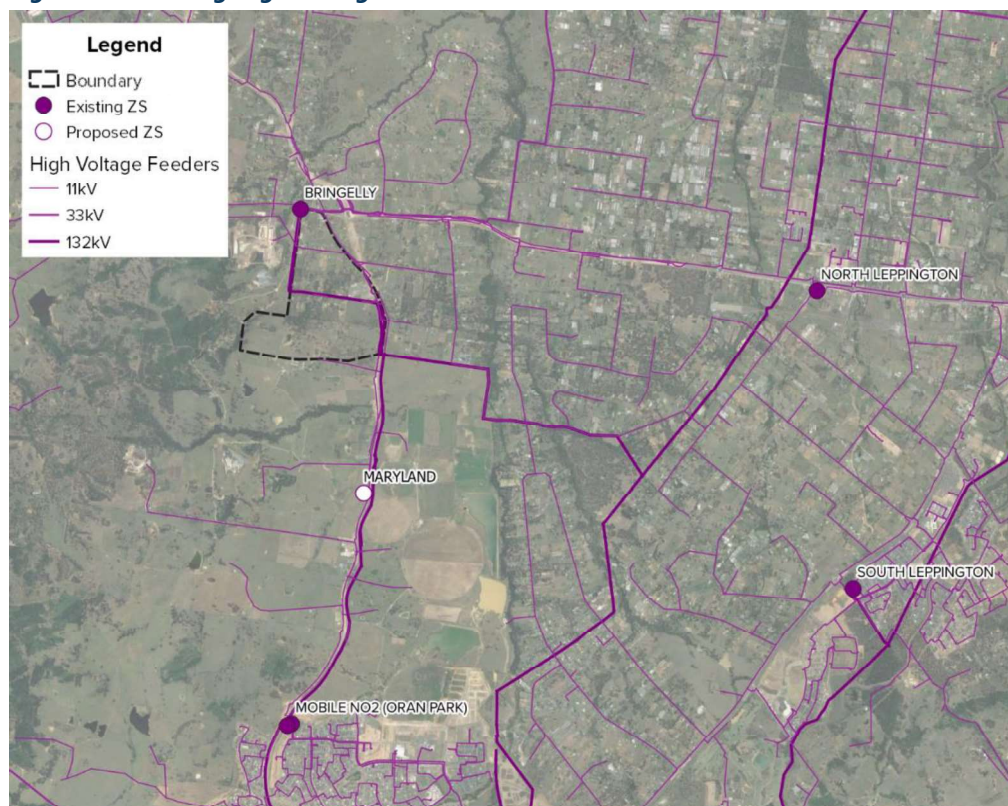 Legend
Boundary
Existing ZS
Proposed ZS
High Voltage Feeders
11kV
33kV
132kV
BRINGELLY
NORTH LEPPINGTON
MARYLAND
SOUTH LEPPINGTON
MOBILE NO2 (ORAN PARK)